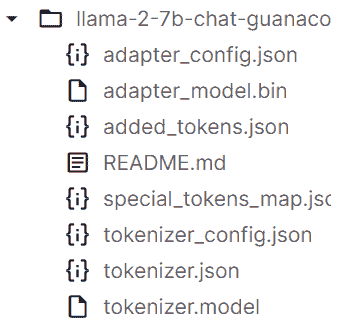 llama-2-7b-chat-guanaco
adapter_config.json
adapter_model.bin
added_tokens.json
README.md
special_tokens_map.jsc
tokenizer_config.json
tokenizer.json
tokenizer.model